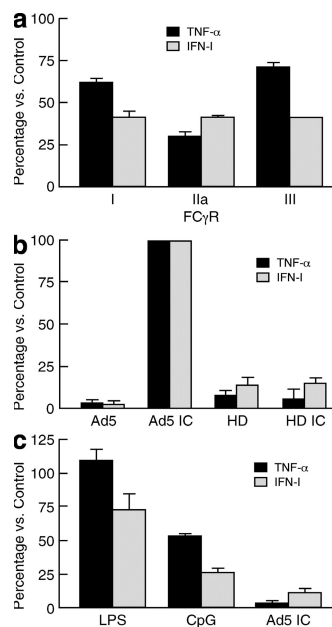 a
TNF-α
IFN-I
Percentage vs. Control
100
75
50
25
0
I IIa III
FCγR
b
TNF-α
IFN-I
Percentage vs. Control
100
75
50
25
0
Ad5 Ad5 IC HD HD IC
c
TNF-α
IFN-I
Percentage vs. Control
125
100
75
50
25
0
LPS CpG Ad5 IC